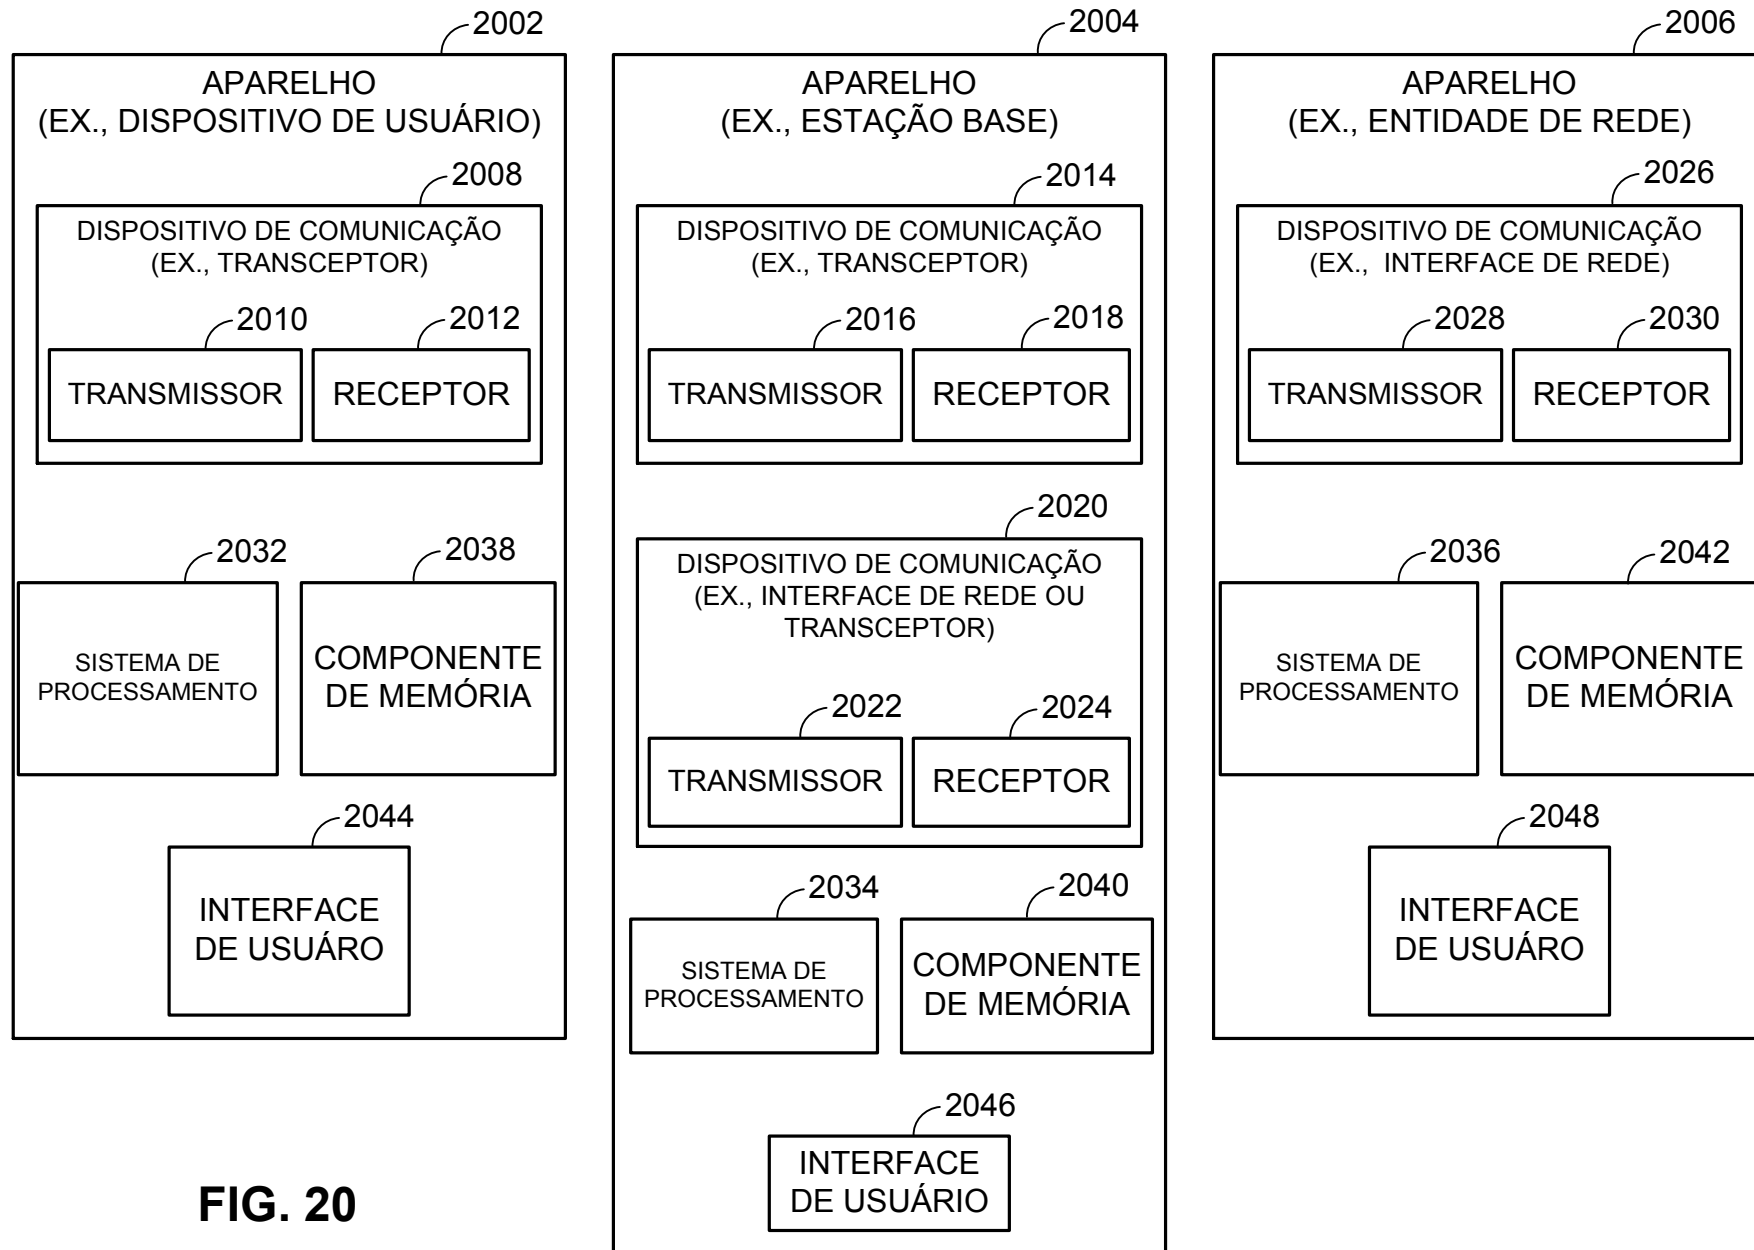 2002
APARELHO
(EX., DISPOSITIVO DE USUÁRIO)
2008
DISPOSITIVO DE COMUNICAÇÃO
(EX., TRANSCEPTOR)
2010
2012
TRANSMISSOR
RECEPTOR
2032
2038
SISTEMA DE
PROCESSAMENTO
COMPONENTE
DE MEMÓRIA
2044
INTERFACE
DE USUÁRO
2004
APARELHO
(EX., ESTAÇÃO BASE)
2014
DISPOSITIVO DE COMUNICAÇÃO
(EX., TRANSCEPTOR)
2016
2018
TRANSMISSOR
RECEPTOR
2020
DISPOSITIVO DE COMUNICAÇÃO
(EX., INTERFACE DE REDE OU
TRANSCEPTOR)
2022
2024
TRANSMISSOR
RECEPTOR
2034
2040
SISTEMA DE
PROCESSAMENTO
COMPONENTE
DE MEMÓRIA
2046
INTERFACE
DE USUÁRIO
2006
APARELHO
(EX., ENTIDADE DE REDE)
2026
DISPOSITIVO DE COMUNICAÇÃO
(EX., INTERFACE DE REDE)
2028
2030
TRANSMISSOR
RECEPTOR
2036
2042
SISTEMA DE
PROCESSAMENTO
COMPONENTE
DE MEMÓRIA
2048
INTERFACE
DE USUÁRO
FIG. 20